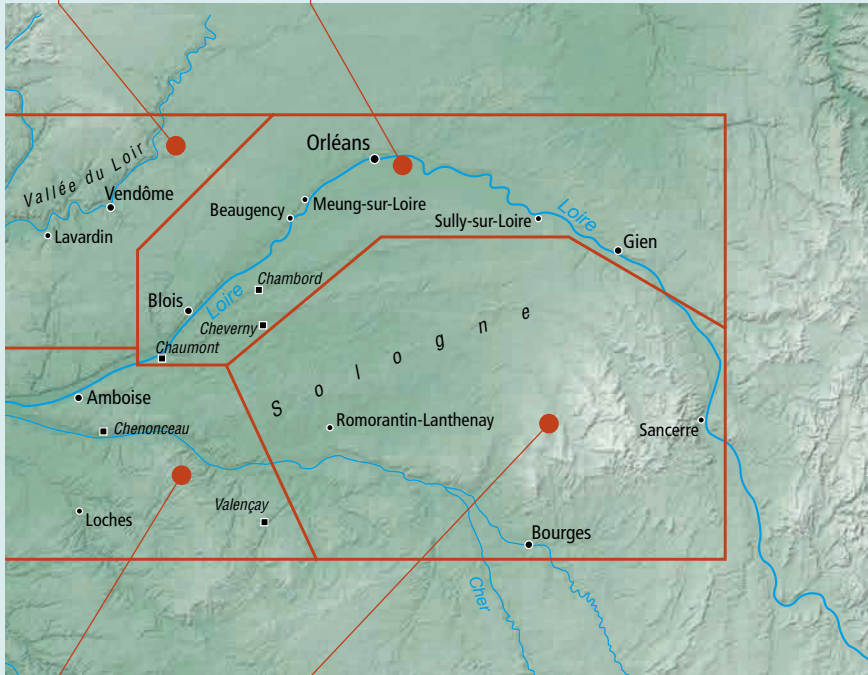 Orléans
Vallée du Loir
Vendôme
Meung-sur-Loire
Beaugency
Loire
Sully-sur-Loire
Lavardin
Gien
Chambord
Blois
Loire
Cheverny
Sologne
Chaumont
Amboise
Romorantin-Lanthenay
Sancerre
Chenonceau
Valençay
Loches
Bourges
Cher